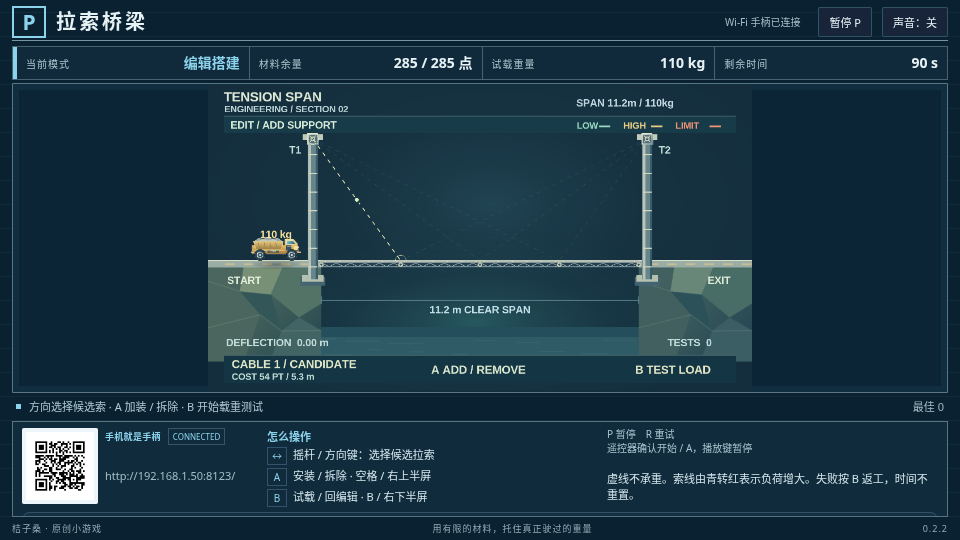 P 拉索桥梁
Wi-Fi 手柄已连接
暂停 P
声音：关
当前模式 编辑搭建
材料余量 285 / 285 点
试载重量 110 kg
剩余时间 90 s
TENSION SPAN
ENGINEERING / SECTION 02
SPAN 11.2m / 110kg
EDIT / ADD SUPPORT
LOW HIGH LIMIT
T1
T2
110 kg
START
EXIT
11.2 m CLEAR SPAN
DEFLECTION 0.00 m
TESTS 0
CABLE 1 / CANDIDATE
COST 54 PT / 5.3 m
A ADD / REMOVE
B TEST LOAD
方向选择候选索 · A 加装 / 拆除 · B 开始载重测试
最佳 0
手机就是手柄 CONNECTED
http://192.168.1.50:8123/
怎么操作
↔ 摇杆 / 方向键：选择候选拉索
A 安装 / 拆除 · 空格 / 右上半屏
B 试载 / 回编辑 · B / 右下半屏
P 暂停 R 重试
遥控器确认开始 / A，播放键暂停
虚线不承重。索线由青转红表示负荷增大。失败按 B 返工，时间不
重置。
桔子桑 · 原创小游戏
用有限的材料，托住真正驶过的重量
0.2.2